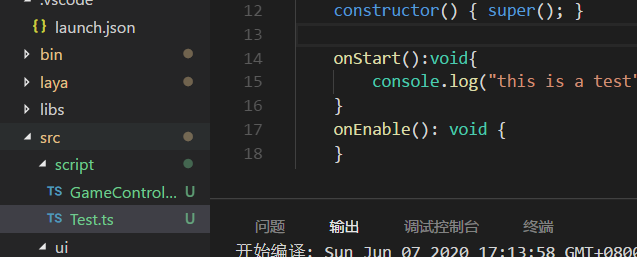 .vscode
{} launch.json
bin
laya
libs
src
script
TS GameControl... U
TS Test.ts U
ui
12 constructor() { super(); }
13
14 onStart():void{
15 console.log("this is a test"
16 }
17 onEnable(): void {
18 }
问题 输出 调试控制台 终端
开始编译: Sun Jun 07 2020 17:13:58 GMT+0800